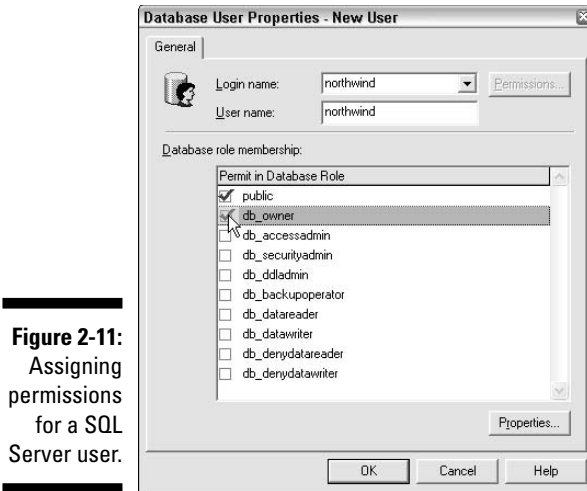 Database User Properties - New User
General
Login name: northwind Permissions...
User name: northwind
Database role membership:
Permit in Database Role
public
db_owner
db_accessadmin
db_securityadmin
db_ddladmin
db_backupoperator
db_datareader
db_datawriter
db_denydatareader
db_denydatawriter
Properties...
OK Cancel Help
Figure 2-11:
Assigning
permissions
for a SQL
Server user.